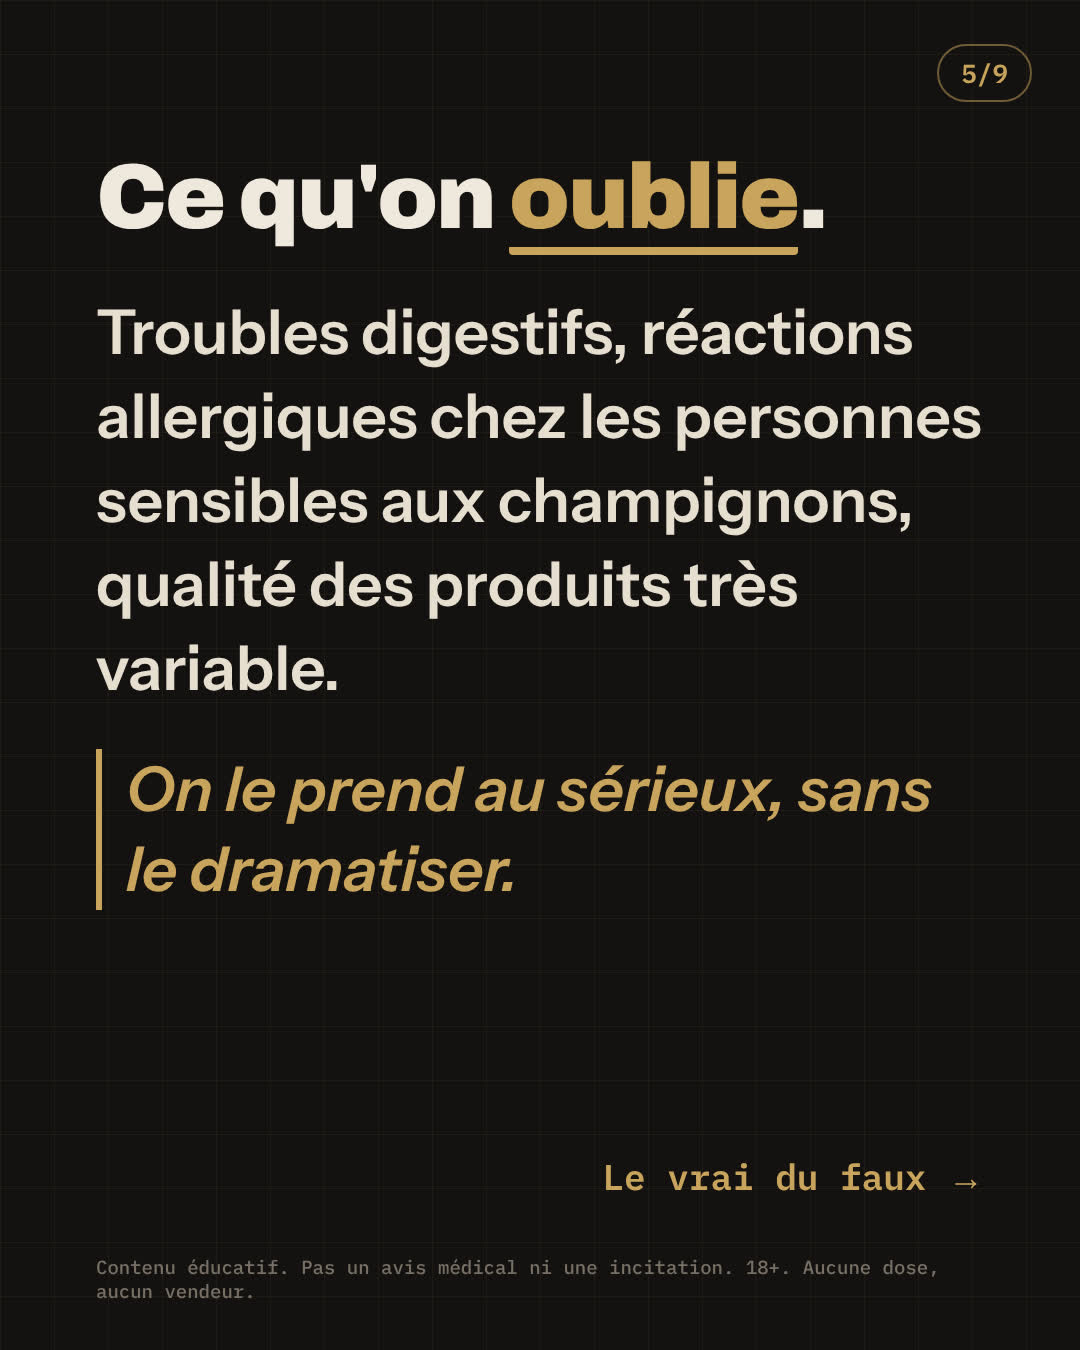 5/9
Ce qu'on oublie.
Troubles digestifs, réactions
allergiques chez les personnes
sensibles aux champignons,
qualité des produits très
variable.
On le prend au sérieux, sans
le dramatiser.
Le vrai du faux →
Contenu éducatif. Pas un avis médical ni une incitation. 18+. Aucune dose,
aucun vendeur.